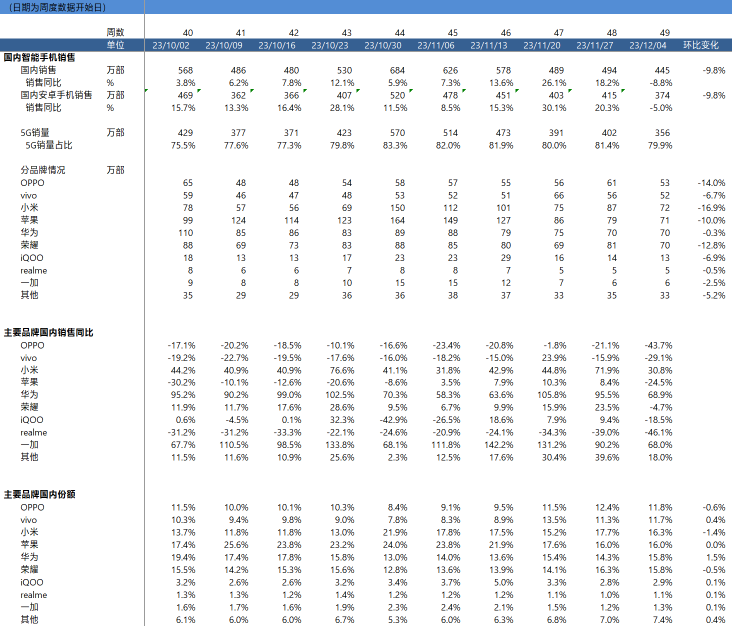 （日期为周度数据开始日）
周数 40 41 42 43 44 45 46 47 48 49
单位 23/10/02 23/10/09 23/10/16 23/10/23 23/10/30 23/11/06 23/11/13 23/11/20 23/11/27 23/12/04 环比变化
国内智能手机销售
国内销售 万部 568 486 480 530 684 626 578 489 494 445 -9.8%
销售同比 % 3.8% 6.2% 7.8% 12.1% 5.9% 7.3% 13.6% 26.1% 18.2% -8.8%
国内安卓手机销售 万部 469 362 366 407 520 478 451 403 415 374 -9.8%
销售同比 % 15.7% 13.3% 16.4% 28.1% 11.5% 8.5% 15.3% 30.1% 20.3% -5.0%
5G销量 万部 429 377 371 423 570 514 473 391 402 356
5G销量占比 75.5% 77.6% 77.3% 79.8% 83.3% 82.0% 81.9% 80.0% 81.4% 79.9%
分品牌情况 万部
OPPO 65 48 48 54 58 57 55 56 61 53 -14.0%
vivo 59 46 47 48 53 52 51 66 56 52 -6.7%
小米 78 57 56 69 150 112 101 75 87 72 -16.9%
苹果 99 124 114 123 164 149 127 86 79 71 -10.0%
华为 110 85 86 83 89 88 79 75 70 70 -0.3%
荣耀 88 69 73 83 88 85 80 69 81 70 -12.8%
iQOO 18 13 13 17 23 23 29 16 14 13 -6.9%
realme 8 6 6 7 8 8 7 5 5 5 -0.5%
一加 9 8 8 10 15 15 12 7 6 6 -2.5%
其他 35 29 29 36 36 38 37 33 35 33 -5.2%
主要品牌国内销售同比
OPPO -17.1% -20.2% -18.5% -10.1% -16.6% -23.4% -20.8% -1.8% -21.1% -43.7%
vivo -19.2% -22.7% -19.5% -17.6% -16.0% -18.2% -15.0% 23.9% -15.9% -29.1%
小米 44.2% 40.9% 40.9% 76.6% 41.1% 31.8% 42.9% 44.8% 71.9% 30.8%
苹果 -30.2% -10.1% -12.6% -20.6% -8.6% 3.5% 7.9% 10.3% 8.4% -24.5%
华为 95.2% 90.2% 99.0% 102.5% 70.3% 58.3% 63.6% 105.8% 95.5% 68.9%
荣耀 11.9% 11.7% 17.6% 28.6% 9.5% 6.7% 9.9% 15.9% 23.5% -4.7%
iQOO 0.6% -4.5% 0.1% 32.3% -42.9% -26.5% 18.6% 7.9% 9.4% -18.5%
realme -31.2% -31.2% -33.3% -22.1% -24.6% -20.9% -24.1% -34.3% -39.0% -46.1%
一加 67.7% 110.5% 98.5% 133.8% 68.1% 111.8% 142.2% 131.2% 90.2% 68.0%
其他 11.5% 11.6% 10.9% 25.6% 2.3% 12.5% 17.6% 30.4% 39.6% 18.0%
主要品牌国内份额
OPPO 11.5% 10.0% 10.1% 10.3% 8.4% 9.1% 9.5% 11.5% 12.4% 11.8% -0.6%
vivo 10.3% 9.4% 9.8% 9.0% 7.8% 8.3% 8.9% 13.5% 11.3% 11.7% 0.4%
小米 13.7% 11.8% 11.8% 13.0% 21.9% 17.8% 17.5% 15.2% 17.7% 16.3% -1.4%
苹果 17.4% 25.6% 23.8% 23.2% 24.0% 23.8% 21.9% 17.6% 16.0% 16.0% 0.0%
华为 19.4% 17.4% 17.8% 15.8% 13.0% 14.0% 13.6% 15.4% 14.3% 15.8% 1.5%
荣耀 15.5% 14.2% 15.3% 15.6% 12.8% 13.6% 13.9% 14.1% 16.3% 15.8% -0.5%
iQOO 3.2% 2.6% 2.6% 3.2% 3.4% 3.7% 5.0% 3.3% 2.8% 2.9% 0.1%
realme 1.3% 1.3% 1.2% 1.4% 1.2% 1.2% 1.2% 1.1% 1.0% 1.1% 0.1%
一加 1.6% 1.7% 1.6% 1.9% 2.3% 2.4% 2.1% 1.5% 1.2% 1.3% 0.1%
其他 6.1% 6.0% 6.0% 6.7% 5.3% 6.0% 6.3% 6.8% 7.0% 7.4% 0.4%